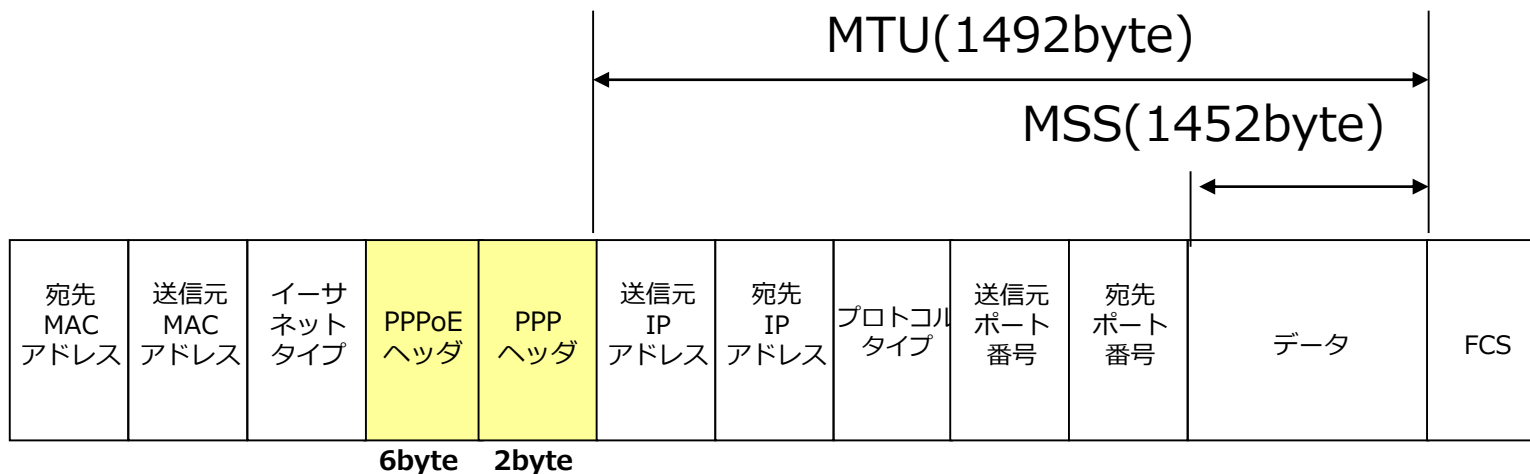 MTU(1492byte)
MSS(1452byte)
宛先
MAC
アドレス
送信元
MAC
アドレス
イーサ
ネット
タイプ
PPPoE
ヘッダ
PPP
ヘッダ
送信元
IP
アドレス
宛先
IP
アドレス
プロトコル
タイプ
送信元
ポート
番号
宛先
ポート
番号
データ
FCS
6byte
2byte